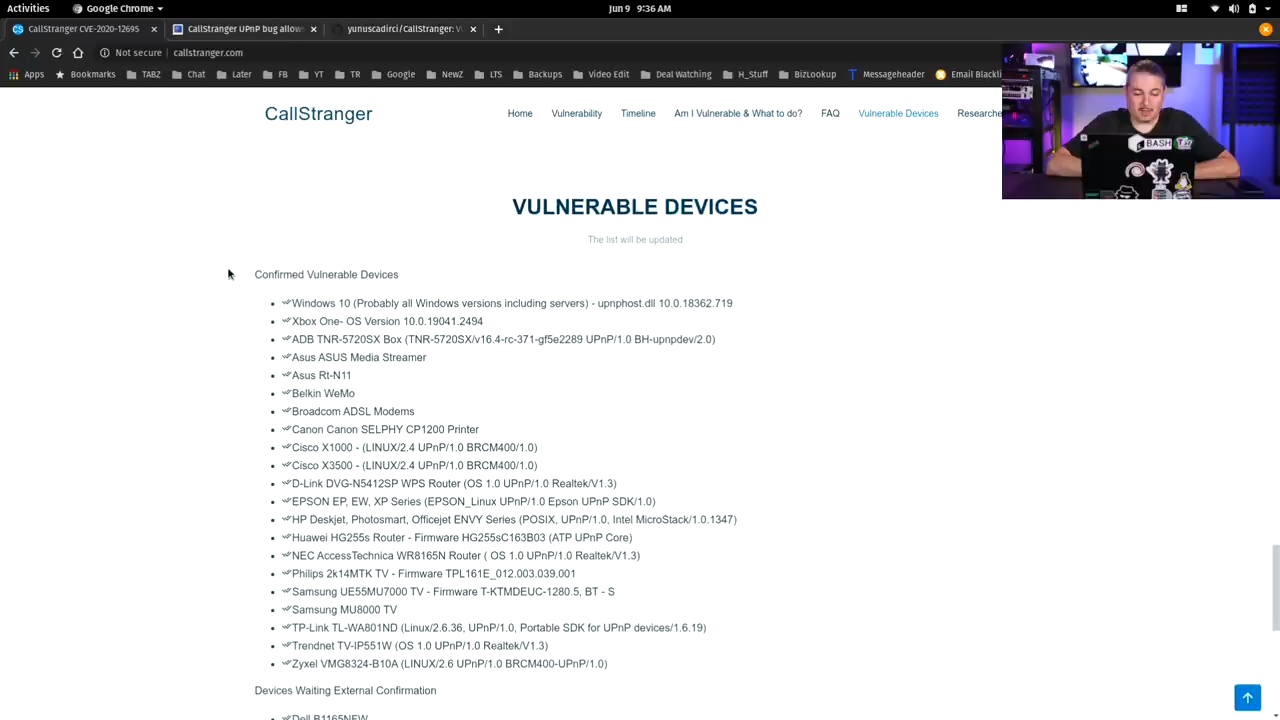 Activities
Google Chrome
Jun 9 9:36 AM
CallStranger CVE-2020-12695
CallStranger UPnP bug allows
yunuscadirci/CallStranger: V
Not secure | callstranger.com
Apps
Bookmarks
TABZ
Chat
Later
FB
YT
TR
Google
NewZ
LTS
Backups
Video Edit
Deal Watching
H_Stuff
BizLookup
Messageheader
Email Blackli
CallStranger
Home
Vulnerability
Timeline
Am I Vulnerable & What to do?
FAQ
Vulnerable Devices
Researche
BASH
VULNERABLE DEVICES
The list will be updated
Confirmed Vulnerable Devices
Windows 10 (Probably all Windows versions including servers) - upnphost.dll 10.0.18362.719
Xbox One- OS Version 10.0.19041.2494
ADB TNR-5720SX Box (TNR-5720SX/v16.4-rc-371-gf5e2289 UPnP/1.0 BH-upnpdev/2.0)
Asus ASUS Media Streamer
Asus Rt-N11
Belkin WeMo
Broadcom ADSL Modems
Canon Canon SELPHY CP1200 Printer
Cisco X1000 - (LINUX/2.4 UPnP/1.0 BRCM400/1.0)
Cisco X3500 - (LINUX/2.4 UPnP/1.0 BRCM400/1.0)
D-Link DVG-N5412SP WPS Router (OS 1.0 UPnP/1.0 Realtek/V1.3)
EPSON EP, EW, XP Series (EPSON_Linux UPnP/1.0 Epson UPnP SDK/1.0)
HP Deskjet, Photosmart, Officejet ENVY Series (POSIX, UPnP/1.0, Intel MicroStack/1.0.1347)
Huawei HG255s Router - Firmware HG255sC163B03 (ATP UPnP Core)
NEC AccessTechnica WR8165N Router ( OS 1.0 UPnP/1.0 Realtek/V1.3)
Philips 2k14MTK TV - Firmware TPL161E_012.003.039.001
Samsung UE55MU7000 TV - Firmware T-KTMDEUC-1280.5, BT - S
Samsung MU8000 TV
TP-Link TL-WA801ND (Linux/2.6.36, UPnP/1.0, Portable SDK for UPnP devices/1.6.19)
Trendnet TV-IP551W (OS 1.0 UPnP/1.0 Realtek/V1.3)
Zyxel VMG8324-B10A (LINUX/2.6 UPnP/1.0 BRCM400-UPnP/1.0)
Devices Waiting External Confirmation
Dell B1165NFW